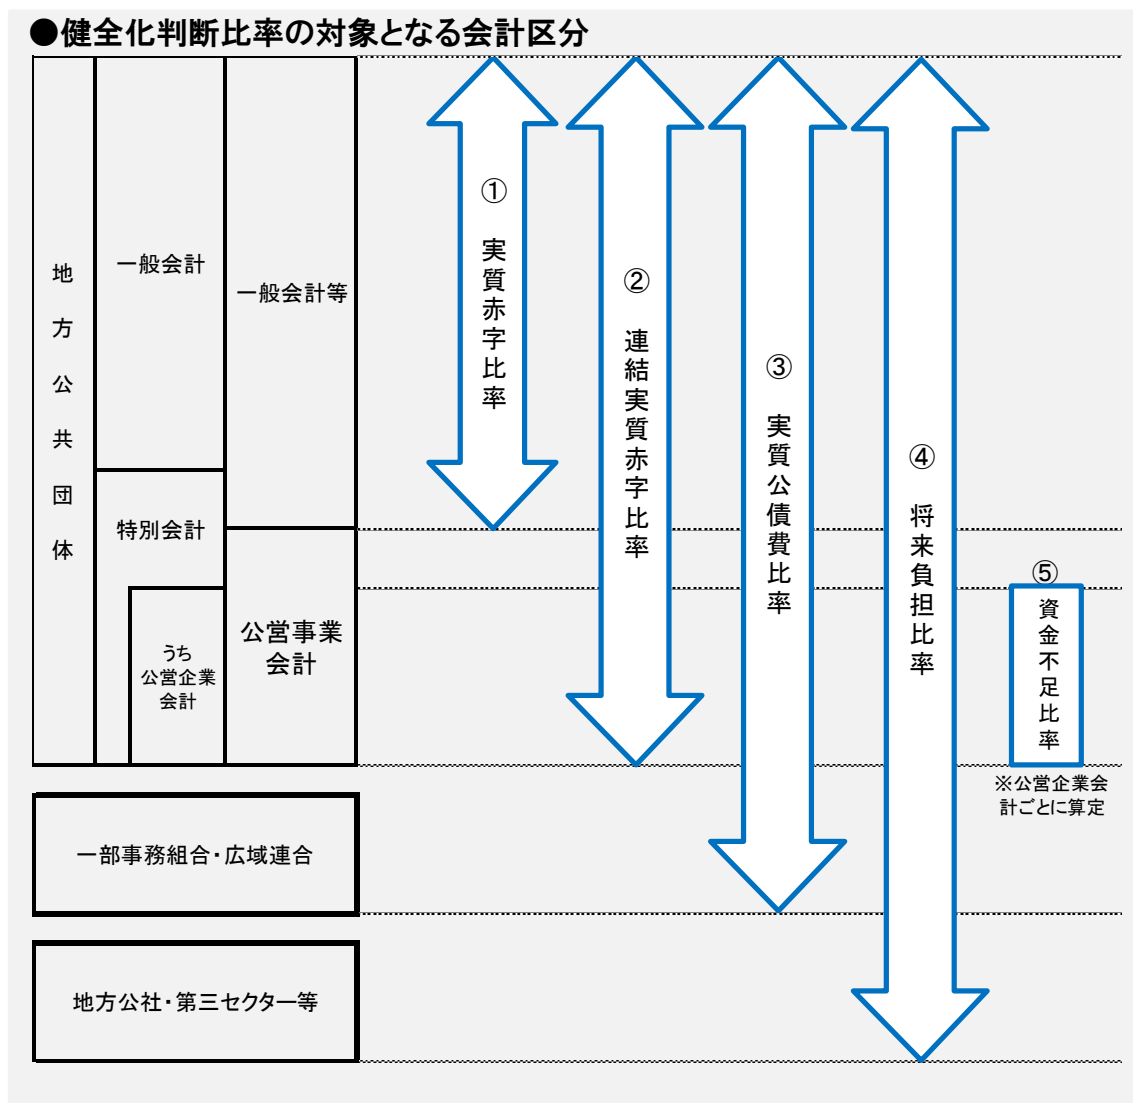 ●健全化判断比率の対象となる会計区分
地方公共団体
一般会計
一般会計等
特別会計
うち
公営企業
会計
公営事業
会計
①
実質赤字比率
②
連結実質赤字比率
③
実質公債費比率
④
将来負担比率
⑤
資金不足比率
※公営企業会
計ごとに算定
一部事務組合・広域連合
地方公社・第三セクター等